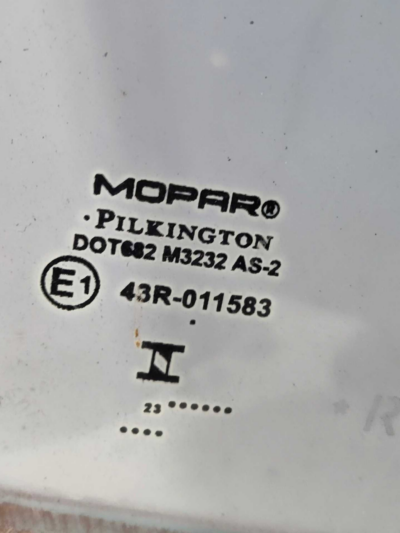 MOPAR®
·PILKINGTON
DOT682 M3232 AS-2
E1 43R-011583
23 ••••••
••••